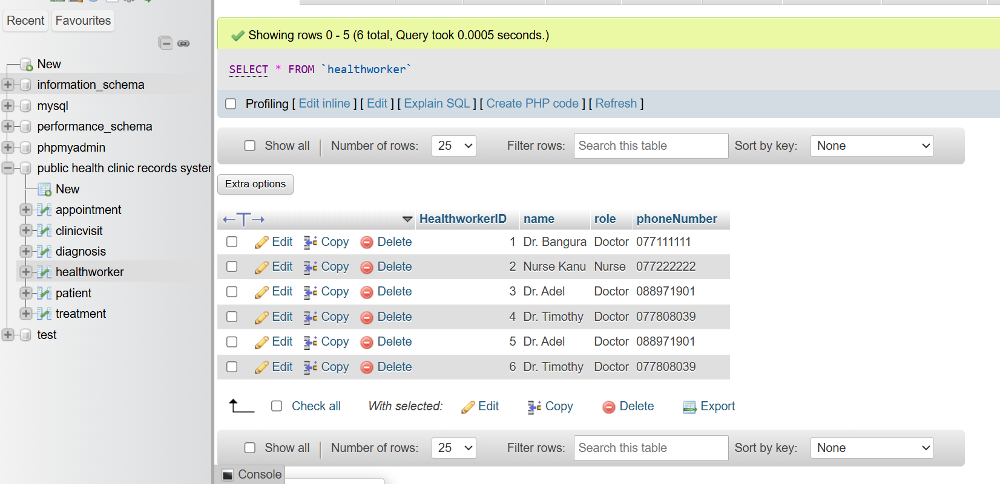 Recent Favourites
New
information_schema
mysql
performance_schema
phpmyadmin
public health clinic records syster
New
appointment
clinicvisit
diagnosis
healthworker
patient
treatment
test
Showing rows 0 - 5 (6 total, Query took 0.0005 seconds.)
SELECT * FROM `healthworker`
Profiling [ Edit inline ] [ Edit ] [ Explain SQL ] [ Create PHP code ] [ Refresh ]
Show all | Number of rows: 25 Filter rows: Search this table Sort by key: None
Extra options
HealthworkerID name role phoneNumber
Edit Copy Delete 1 Dr. Bangura Doctor 077111111
Edit Copy Delete 2 Nurse Kanu Nurse 077222222
Edit Copy Delete 3 Dr. Adel Doctor 088971901
Edit Copy Delete 4 Dr. Timothy Doctor 077808039
Edit Copy Delete 5 Dr. Adel Doctor 088971901
Edit Copy Delete 6 Dr. Timothy Doctor 077808039
Check all With selected: Edit Copy Delete Export
Show all | Number of rows: 25 Filter rows: Search this table Sort by key: None
Console